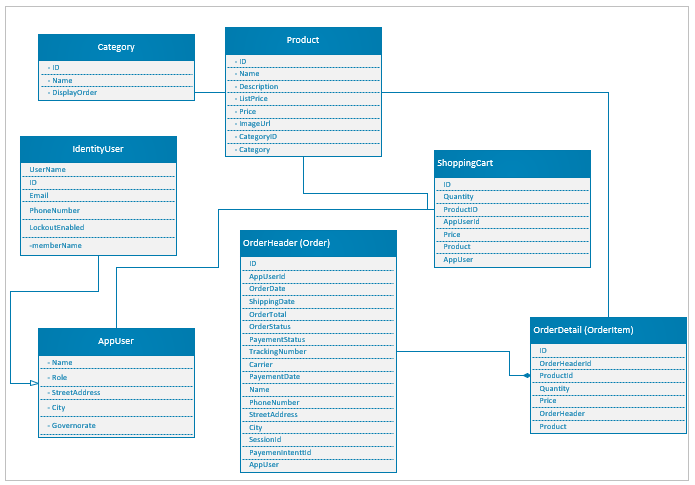 Category
- ID
- Name
- DisplayOrder
Product
- ID
- Name
- Description
- ListPrice
- Price
- ImageUrl
- CategoryID
- Category
IdentityUser
UserName
ID
Email
PhoneNumber
LockoutEnabled
-memberName
ShoppingCart
ID
Quantity
ProductID
AppUserId
Price
Product
AppUser
OrderHeader (Order)
ID
AppUserId
OrderDate
ShippingDate
OrderTotal
OrderStatus
PayementStatus
TrackingNumber
Carrier
PayementDate
Name
PhoneNumber
StreetAddress
City
SessionId
PayemenIntenttId
AppUser
AppUser
- Name
- Role
- StreetAddress
- City
- Governorate
OrderDetail (OrderItem)
ID
OrderHeaderId
ProductId
Quantity
Price
OrderHeader
Product